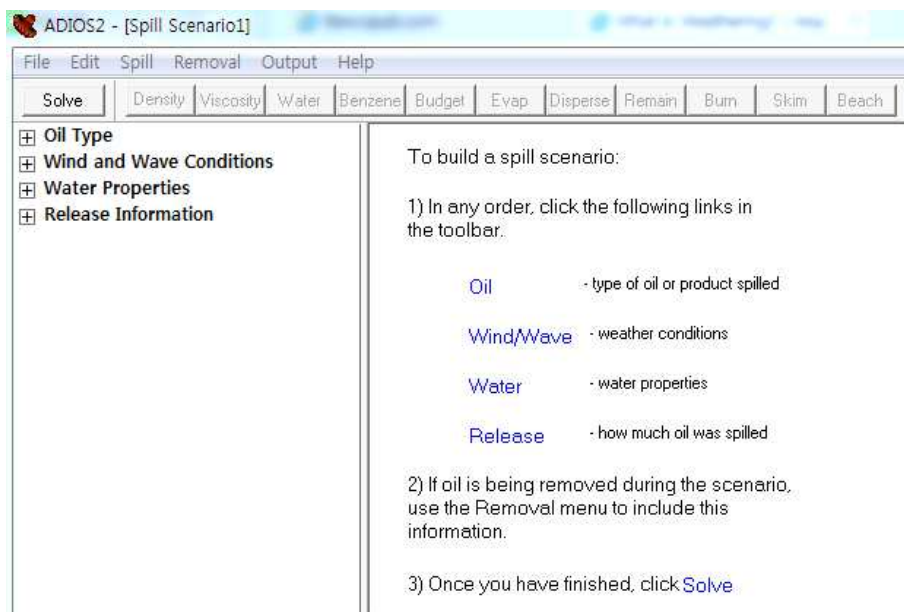 ADIOS2 - [Spill Scenario1]
File Edit Spill Removal Output Help
Solve Density Viscosity Water Benzene Budget Evap Disperse Remain Burn Skim Beach
Oil Type
Wind and Wave Conditions
Water Properties
Release Information
To build a spill scenario:
1) In any order, click the following links in
the toolbar.
Oil - type of oil or product spilled
Wind/Wave - weather conditions
Water - water properties
Release - how much oil was spilled
2) If oil is being removed during the scenario,
use the Removal menu to include this
information.
3) Once you have finished, click Solve